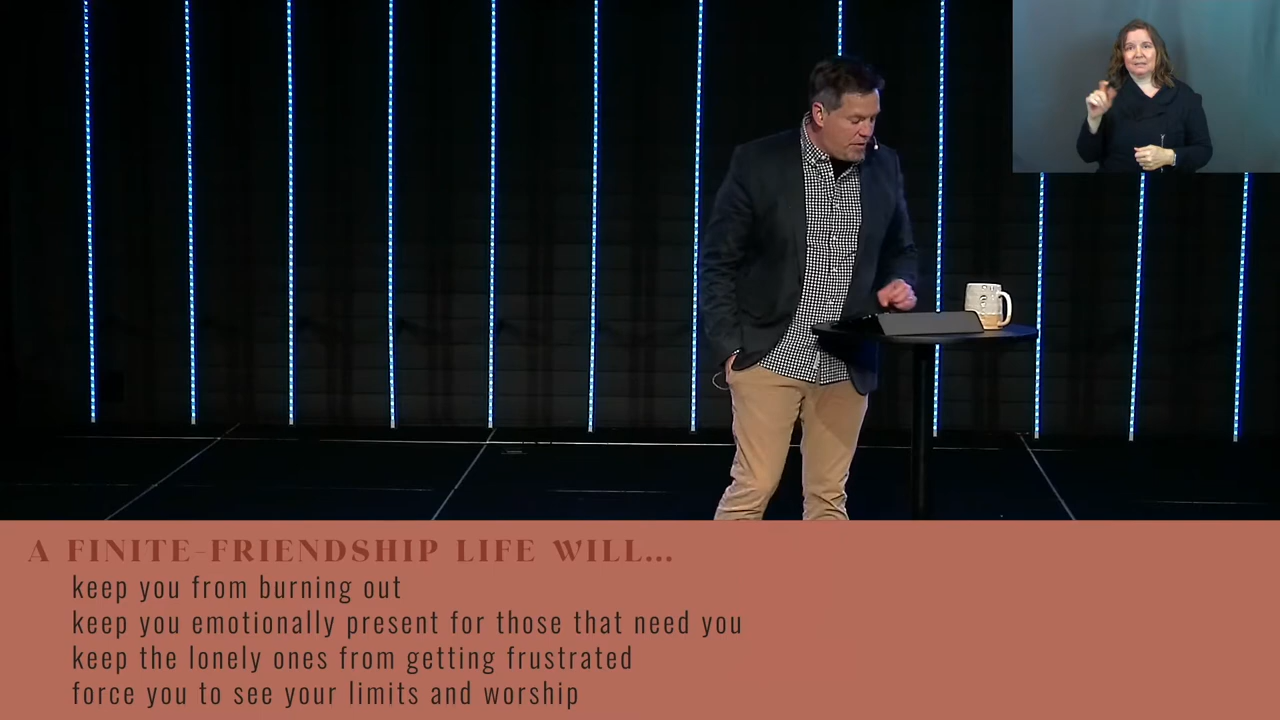 A FINITE-FRIENDSHIP LIFE WILL...
keep you from burning out
keep you emotionally present for those that need you
keep the lonely ones from getting frustrated
force you to see your limits and worship